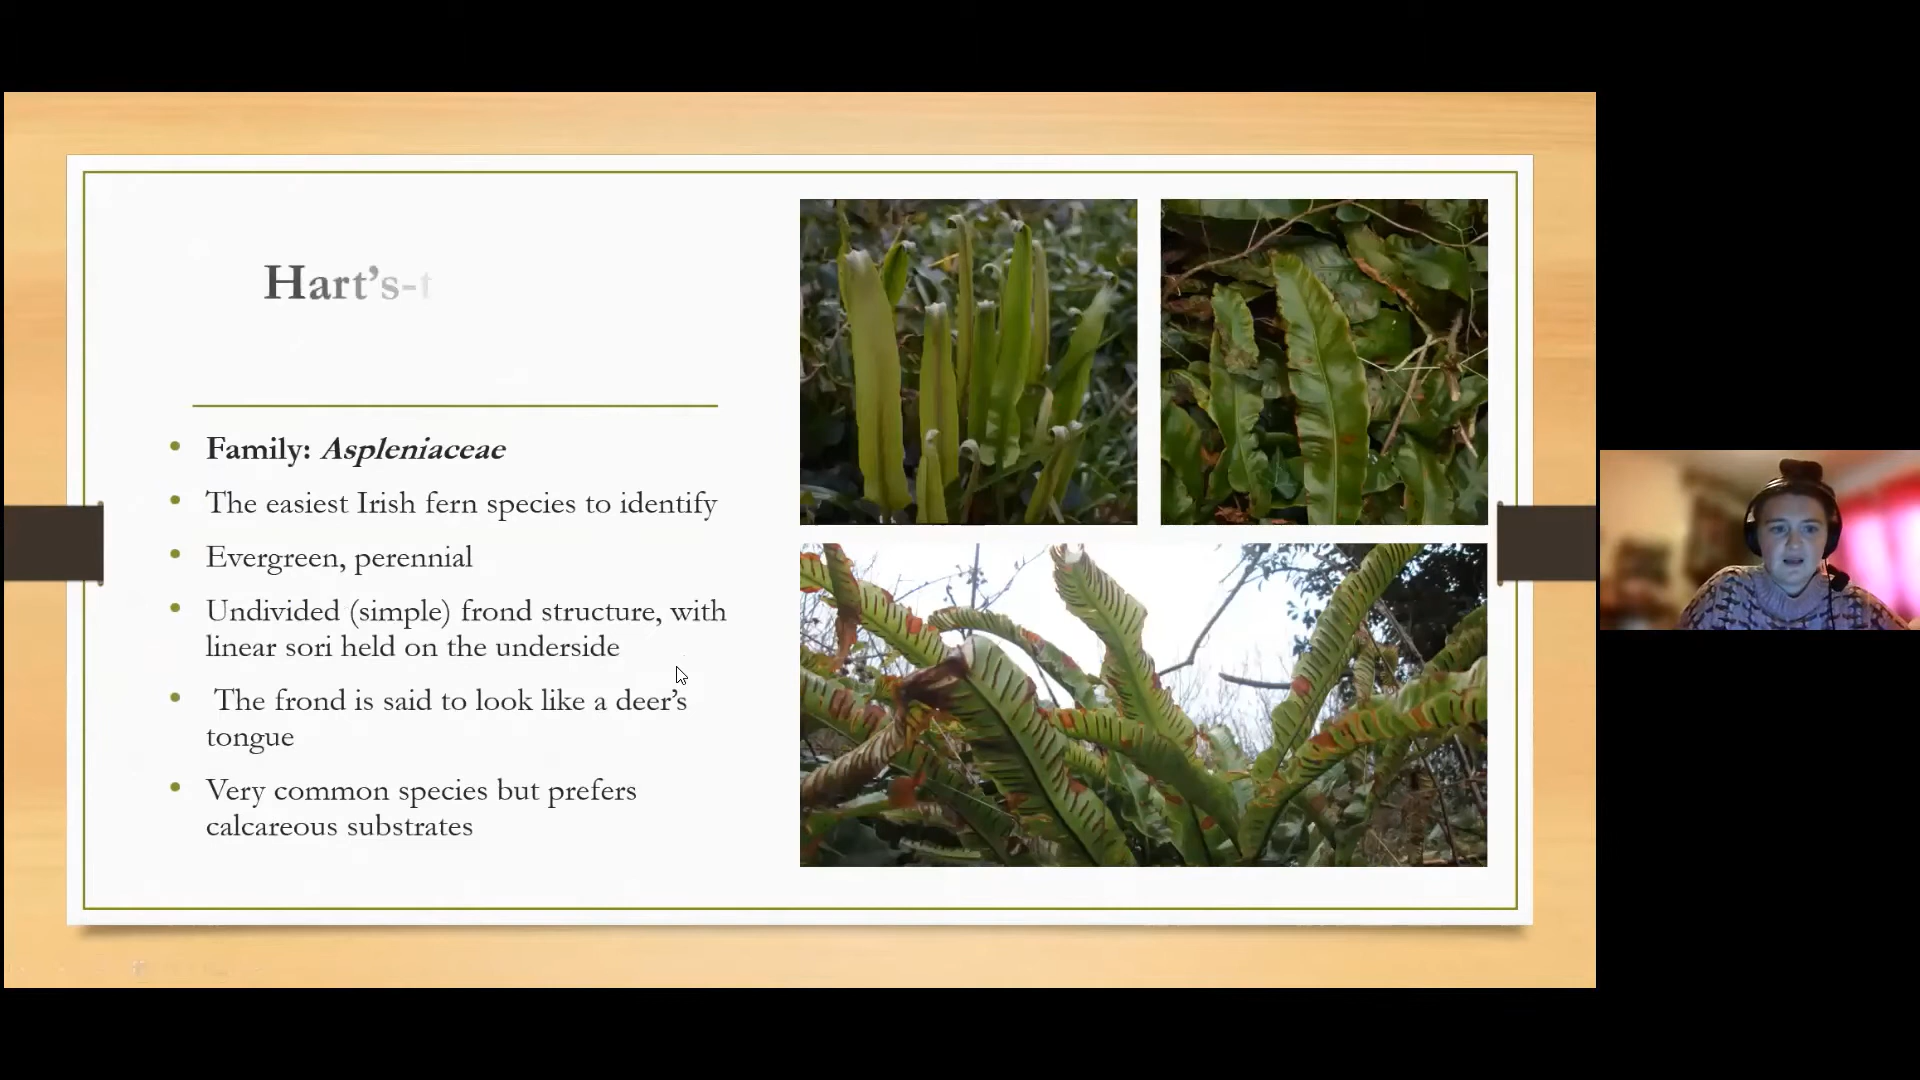 Hart's-t
Family: Aspleniaceae
The easiest Irish fern species to identify
Evergreen, perennial
Undivided (simple) frond structure, with
linear sori held on the underside
The frond is said to look like a deer's
tongue
Very common species but prefers
calcareous substrates